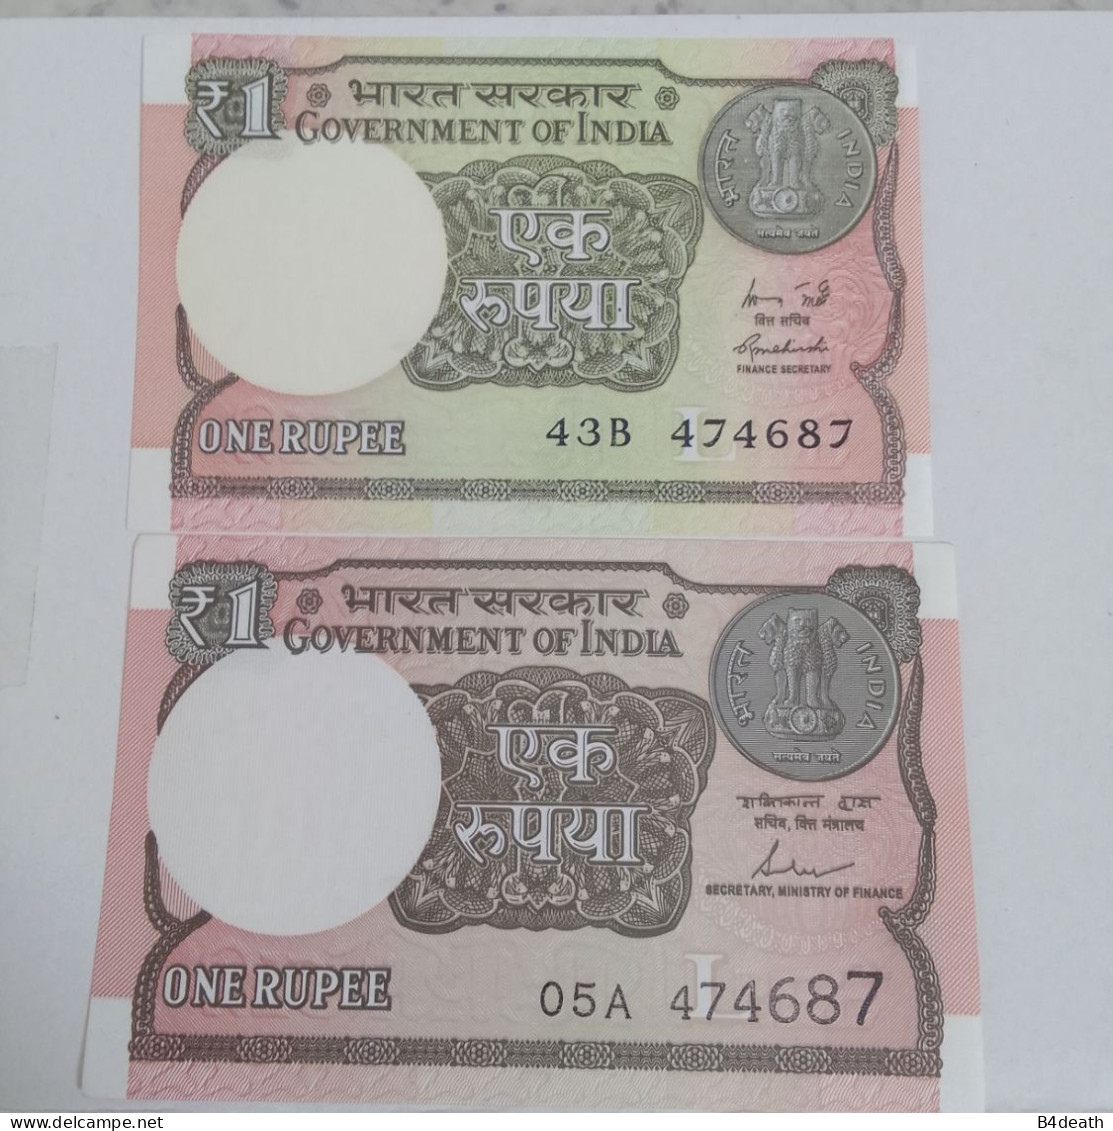 ₹1
भारत सरकार
GOVERNMENT OF INDIA
भारत INDIA
सत्यमेव जयते
एक
रुपया
वित्त सचिव
FINANCE SECRETARY
ONE RUPEE
L
43B 474687
₹1
भारत सरकार
GOVERNMENT OF INDIA
भारत INDIA
सत्यमेव जयते
एक
रुपया
शक्तिकान्त दास
सचिव, वित्त मंत्रालय
SECRETARY, MINISTRY OF FINANCE
ONE RUPEE
L
05A 474687
delcampe.net
B4death